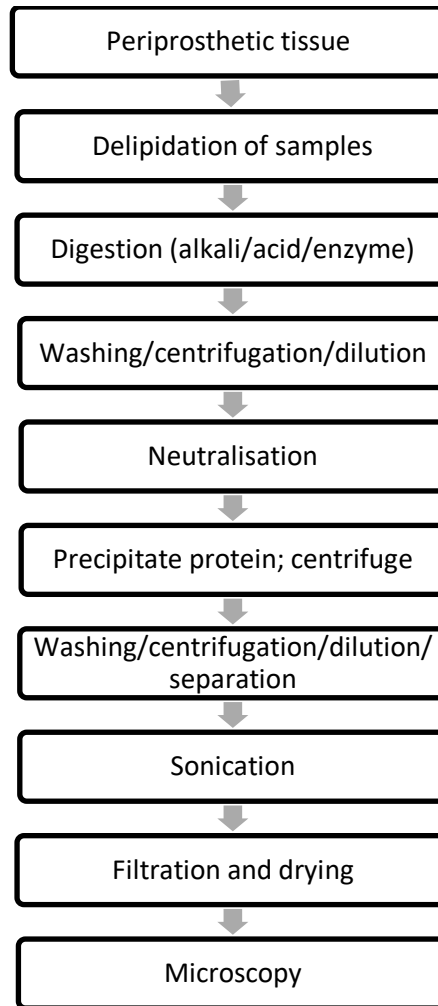 Periprosthetic tissue
Delipidation of samples
Digestion (alkali/acid/enzyme)
Washing/centrifugation/dilution
Neutralisation
Precipitate protein; centrifuge
Washing/centrifugation/dilution/
separation
Sonication
Filtration and drying
Microscopy